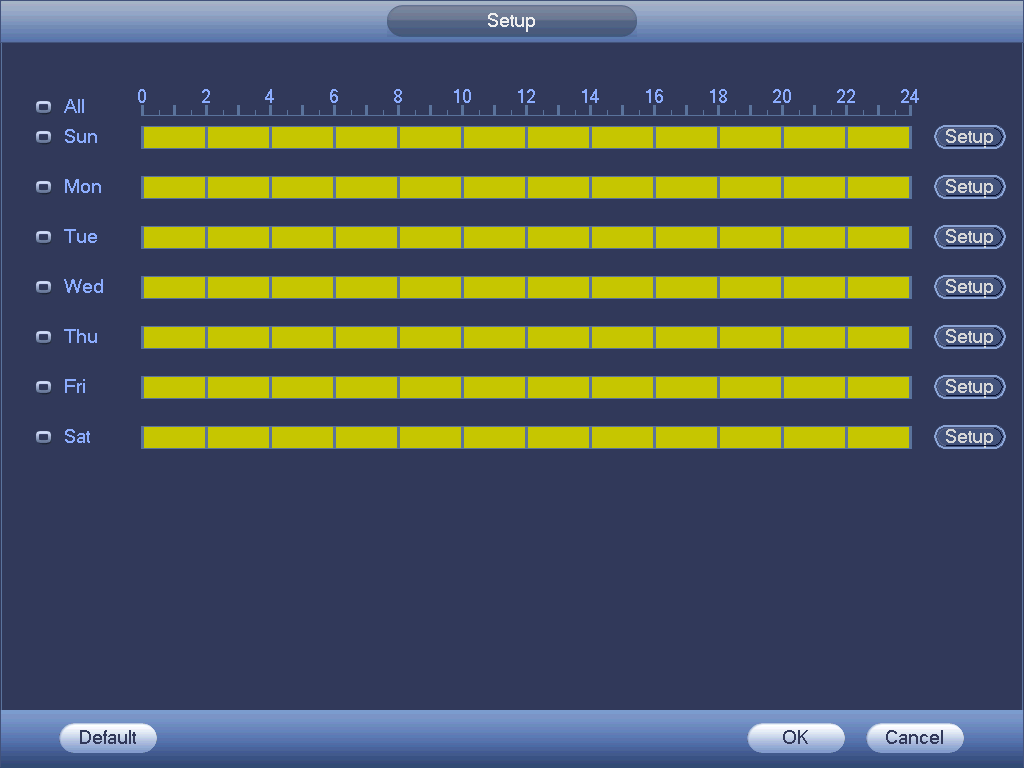 Setup
All 0 2 4 6 8 10 12 14 16 18 20 22 24
Sun Setup
Mon Setup
Tue Setup
Wed Setup
Thu Setup
Fri Setup
Sat Setup
Default OK Cancel